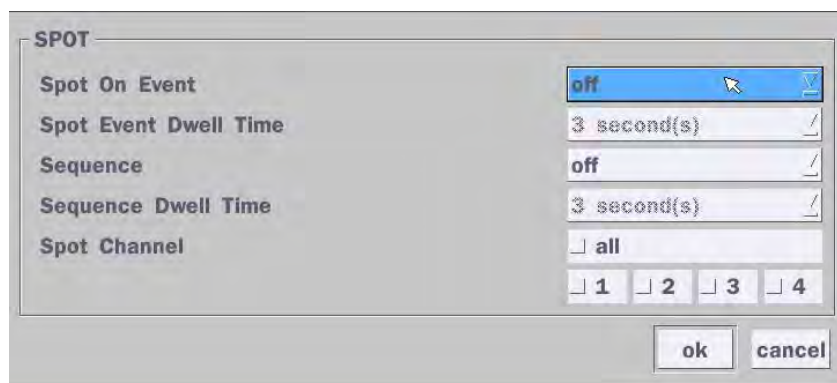 SPOT
Spot On Event off
Spot Event Dwell Time 3 second(s)
Sequence off
Sequence Dwell Time 3 second(s)
Spot Channel all
1 2 3 4
ok cancel